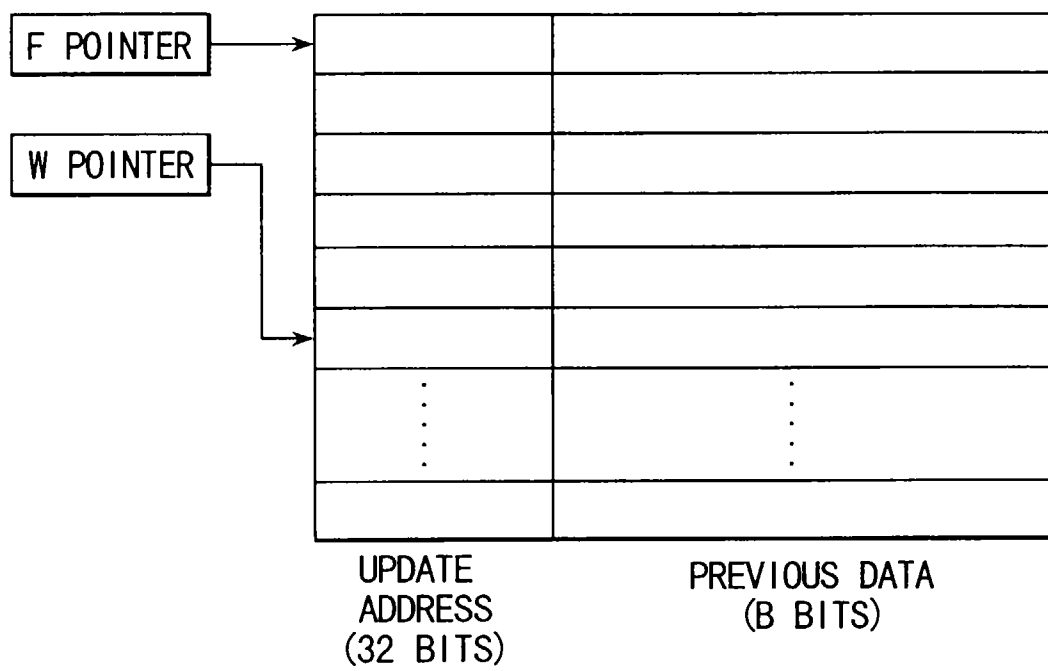 F POINTER
W POINTER
UPDATE
ADDRESS
(32 BITS)
PREVIOUS DATA
(B BITS)